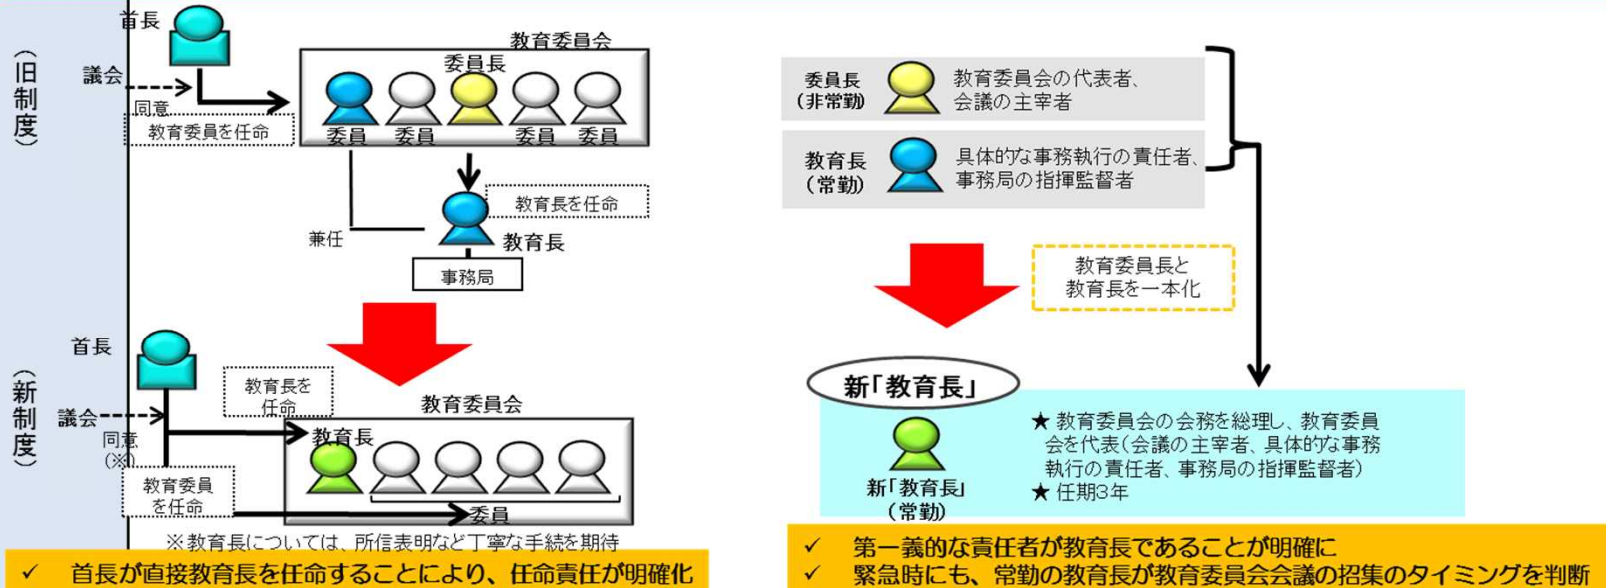 (旧制度)
首長
議会
同意
教育委員を任命
教育委員会
委員長
委員
委員
委員
委員
教育長を任命
兼任
教育長
事務局
(新制度)
首長
議会
同意
(※)
教育長を
任命
教育委員
を任命
教育委員会
教育長
委員
※教育長については、所信表明など丁寧な手続を期待
✓ 首長が直接教育長を任命することにより、任命責任が明確化
委員長
(非常勤)
教育委員会の代表者、
会議の主宰者
教育長
(常勤)
具体的な事務執行の責任者、
事務局の指揮監督者
教育委員長と
教育長を一本化
新「教育長」
新「教育長」
(常勤)
★ 教育委員会の会務を総理し、教育委員
会を代表(会議の主宰者、具体的な事務
執行の責任者、事務局の指揮監督者)
★ 任期3年
✓ 第一義的な責任者が教育長であることが明確に
✓ 緊急時にも、常勤の教育長が教育委員会会議の招集のタイミングを判断